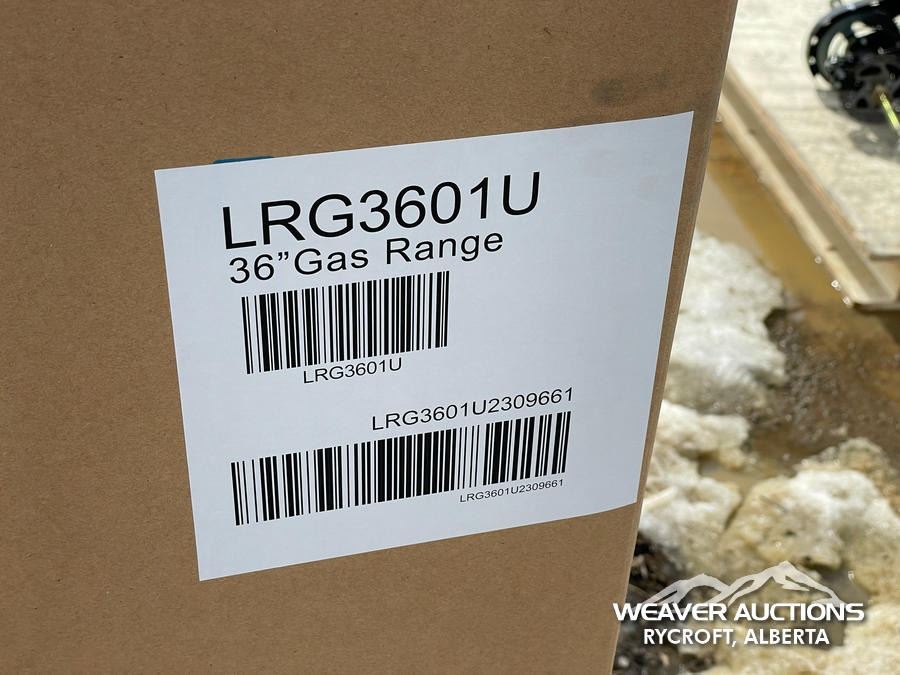 LRG3601U
36”Gas Range
LRG3601U
LRG3601U2309661
LRG3601U2309661
WEAVER AUCTIONS
RYCROFT, ALBERTA